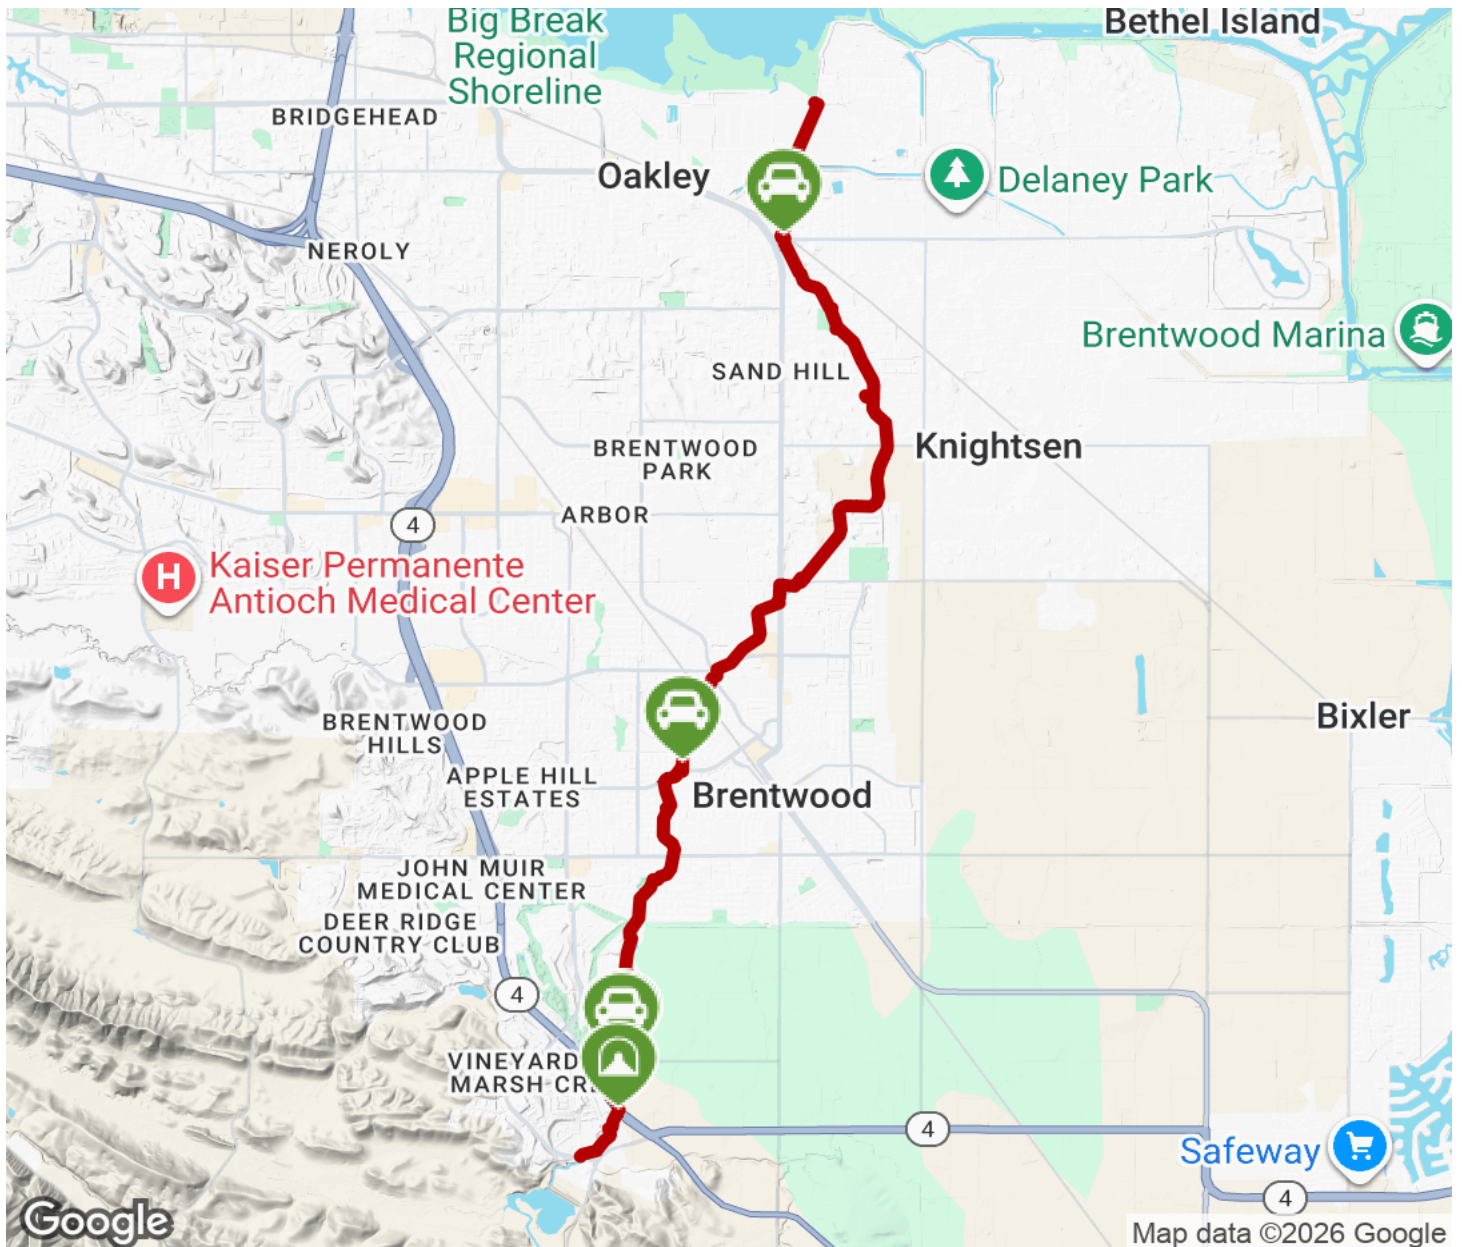 Big Break
Regional
Shoreline
Bethel Island
BRIDGEHEAD
Oakley
Delaney Park
NEROLY
Brentwood Marina
SAND HILL
BRENTWOOD
PARK
Knightsen
ARBOR
4
Kaiser Permanente
Antioch Medical Center
H
BRENTWOOD
HILLS
Bixler
APPLE HILL
ESTATES
Brentwood
JOHN MUIR
MEDICAL CENTER
DEER RIDGE
COUNTRY CLUB
4
VINEYARD
MARSH CR
4
Safeway
4
Google
Map data ©2026 Google